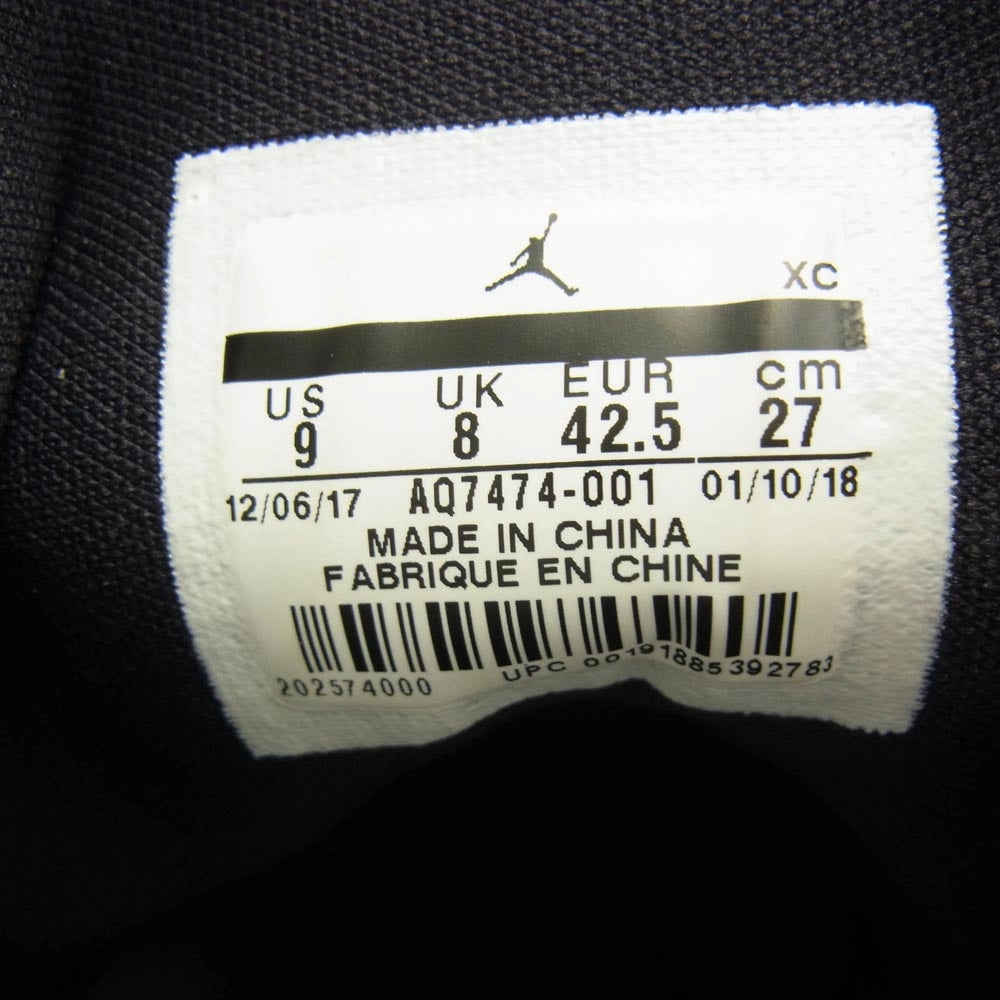 XC
US UK EUR cm
9 8 42.5 27
12/06/17 AQ7474-001 01/10/18
MADE IN CHINA
FABRIQUE EN CHINE
202574000 UPC 00191885392783